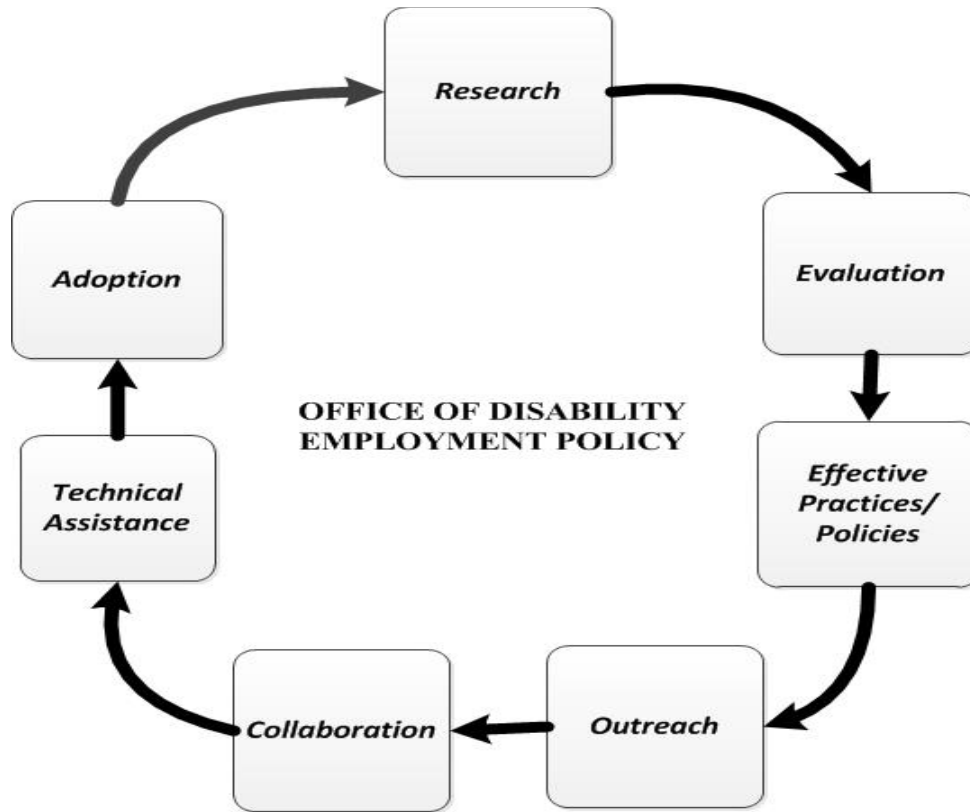 Research
Evaluation
Effective
Practices/
Policies
Outreach
Collaboration
Technical
Assistance
Adoption
OFFICE OF DISABILITY
EMPLOYMENT POLICY